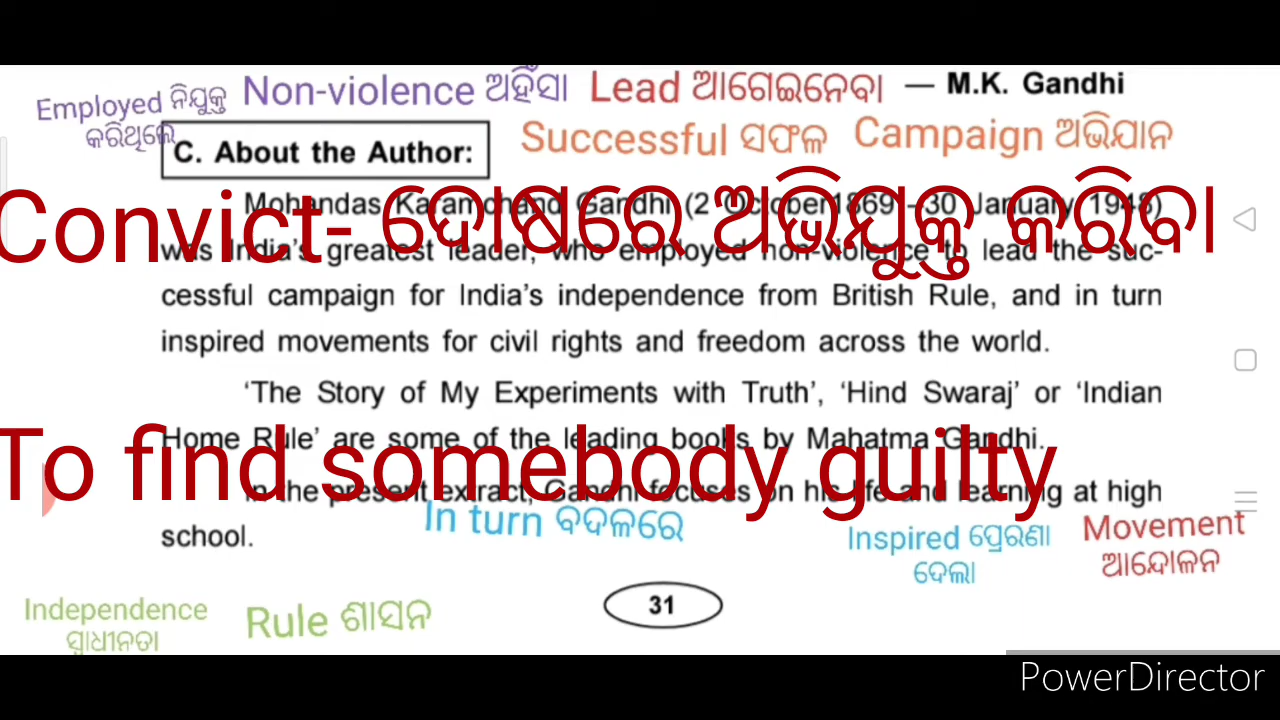 Employed ନିଯୁକ୍ତ
କରିଥିଲେ
Non-violence ଅହିଂସା
Lead ଆଗେଇନେବା
— M.K. Gandhi
Successful ସଫଳ
Campaign ଅଭିଯାନ
C. About the Author:
Convict- ଦୋଷରେ ଅଭିଯୁକ୍ତ କରିବା
Mohandas Karamchand Gandhi (2 October 1869 - 30 January 1948)
was India's greatest leader, who employed non-violence to lead the suc-
cessful campaign for India's independence from British Rule, and in turn
inspired movements for civil rights and freedom across the world.
'The Story of My Experiments with Truth', 'Hind Swaraj' or 'Indian
Home Rule' are some of the leading books by Mahatma Gandhi.
To find somebody guilty
In the present extract, Gandhi focuses on his life and learning at high
school.
In turn ବଦଳରେ
Inspired ପ୍ରେରଣା
ଦେଲା
Movement
ଆନ୍ଦୋଳନ
Independence
ସ୍ୱାଧୀନତା
Rule ଶାସନ
31
PowerDirector